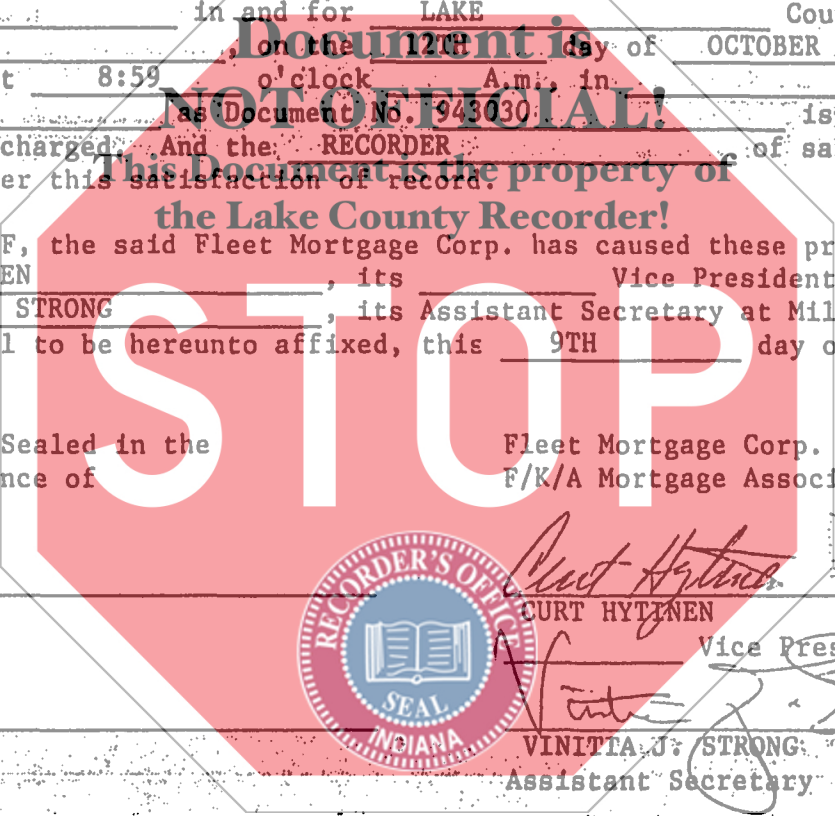 in and for LAKE Cou
, on the 12TH day of OCTOBER
Document is
t 8:59 o'clock A.m., in
NOT OFFICIAL!
as Document No. 943030 is
charged. And the RECORDER of sa
This Document is the property of
er this satisfaction of record.
the Lake County Recorder!
F, the said Fleet Mortgage Corp. has caused these pr
EN , its Vice President
STRONG , its Assistant Secretary at Mil
l to be hereunto affixed, this 9TH day o
STOP
Sealed in the Fleet Mortgage Corp.
nce of F/K/A Mortgage Associ
Curt Hytinen
RECORDER'S OFFICE
CURT HYTINEN
Vice Pres
SEAL
INDIANA
VINITTA J. STRONG
Assistant Secretary